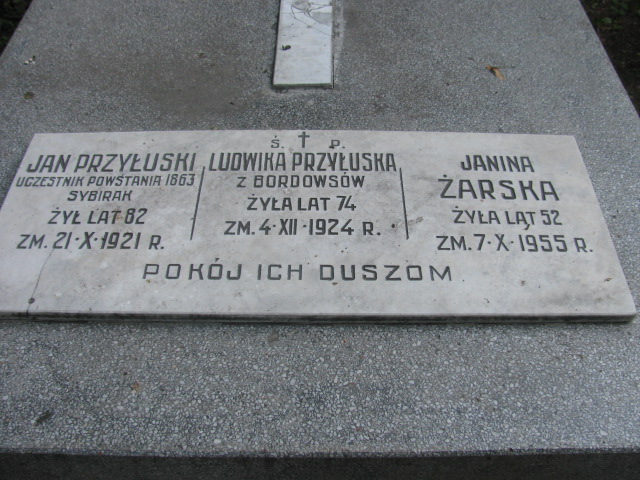 Ś. † P.
JAN PRZYŁUSKI
UCZESTNIK POWSTANIA 1863
SYBIRAK
ŻYŁ LAT 82
ZM. 21·X·1921 R.
LUDWIKA PRZYŁUSKA
Z BORDOWSÓW
ŻYŁA LAT 74
ZM. 4·XII·1924 R.
JANINA
ŻARSKA
ŻYŁA LAT 52
ZM. 7·X·1955 R.
POKÓJ ICH DUSZOM